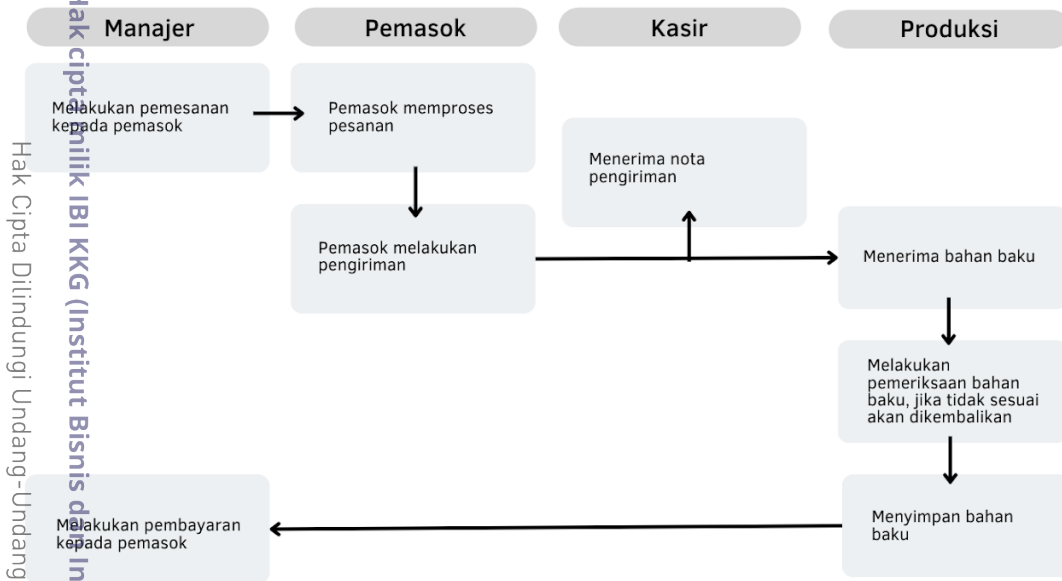 Manajer
Pemasok
Kasir
Produksi
Melakukan pemesanan
kepada pemasok
Pemasok memproses
pesanan
Menerima nota
pengiriman
Pemasok melakukan
pengiriman
Menerima bahan baku
Melakukan
pemeriksaan bahan
baku, jika tidak sesuai
akan dikembalikan
Menyimpan bahan
baku
Melakukan pembayaran
kepada pemasok
Hak cipta milik IBI KKG (Institut Bisnis dan In
Hak Cipta Dilindungi Undang-Undang